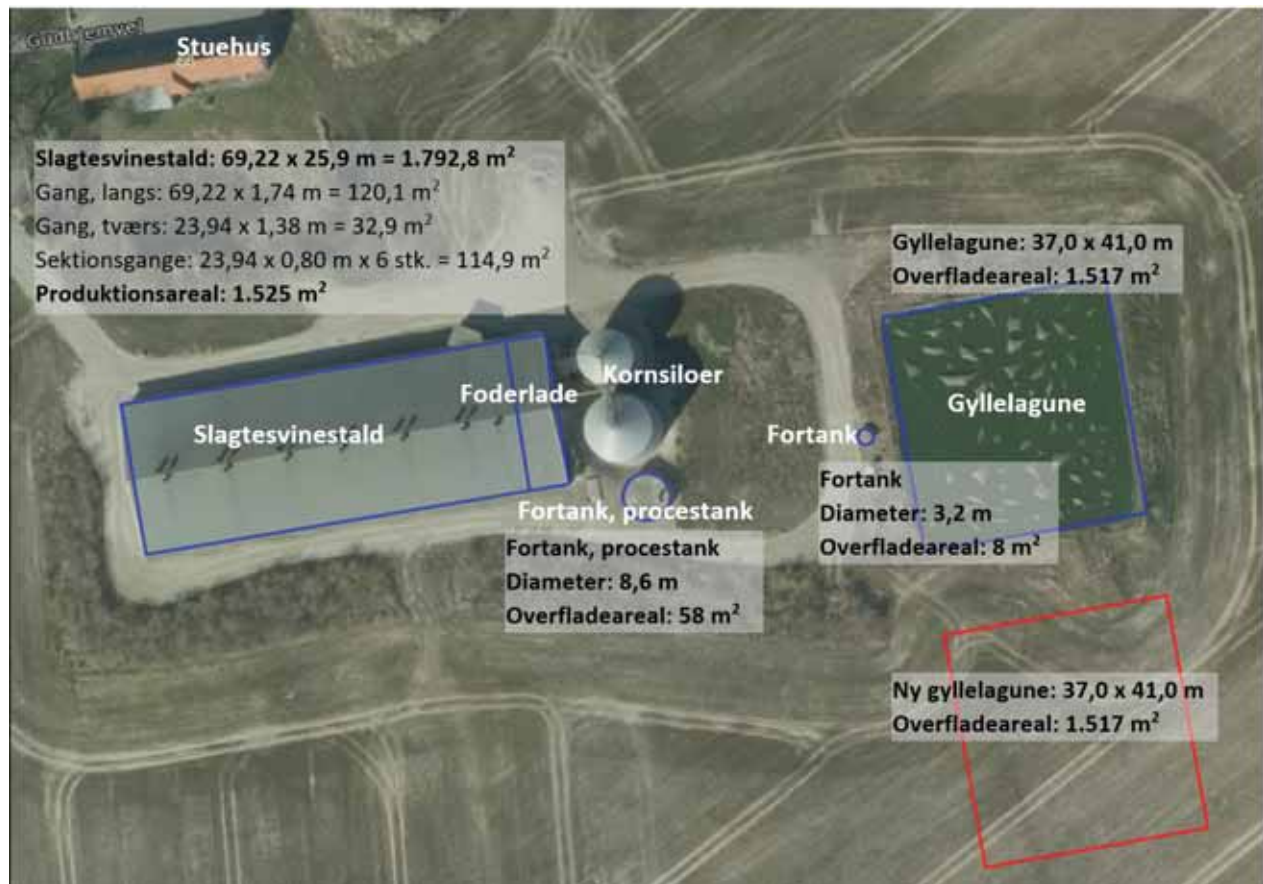 Stuehus
Slagtesvinestald: 69,22 x 25,9 m = 1.792,8 m²
Gang, langs: 69,22 x 1,74 m = 120,1 m²
Gang, tværs: 23,94 x 1,38 m = 32,9 m²
Sektionsgange: 23,94 x 0,80 m x 6 stk. = 114,9 m²
Produktionsareal: 1.525 m²
Gyllelagune: 37,0 x 41,0 m
Overfladeareal: 1.517 m²
Kornsiloer
Foderlade
Gyllelagune
Slagtesvinestald
Fortank
Fortank
Diameter: 3,2 m
Overfladeareal: 8 m²
Fortank, procestank
Fortank, procestank
Diameter: 8,6 m
Overfladeareal: 58 m²
Ny gyllelagune: 37,0 x 41,0 m
Overfladeareal: 1.517 m²